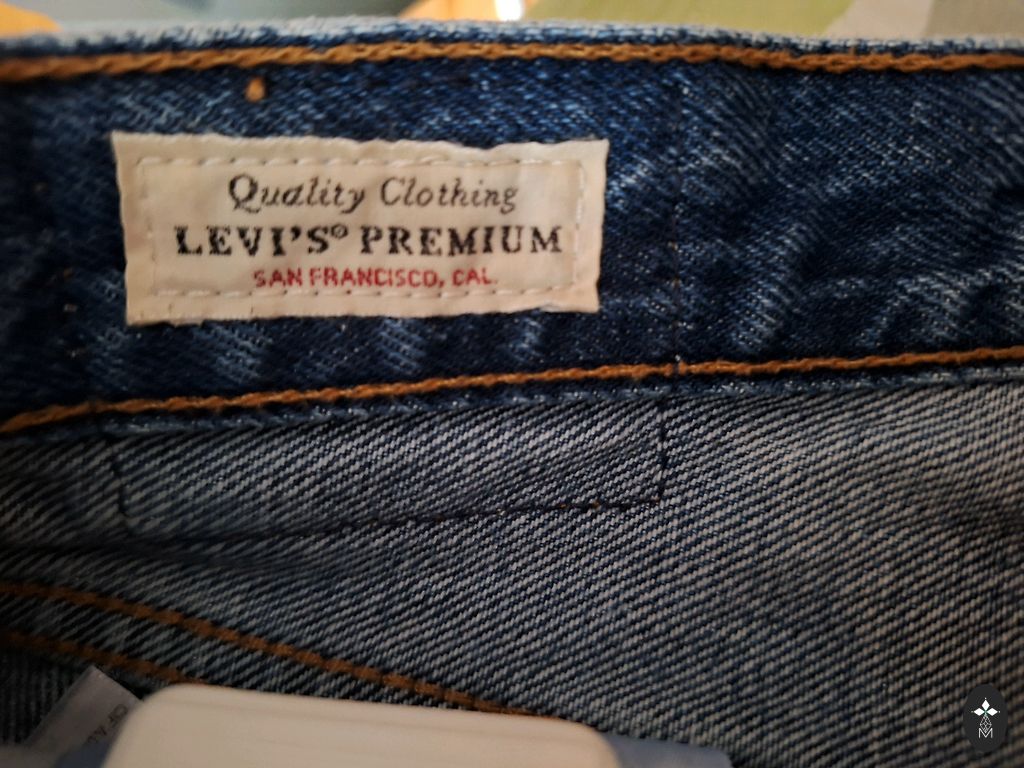 Quality Clothing
LEVI'S® PREMIUM
SAN FRANCISCO, CAL.
M